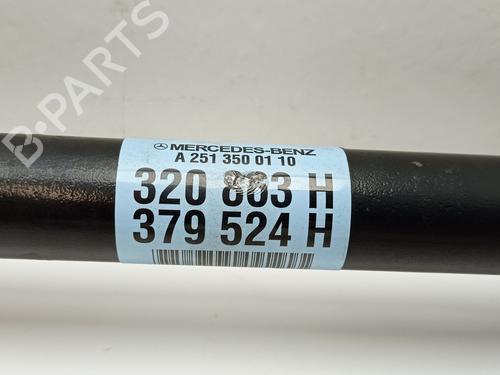 MERCEDES-BENZ
A 251 350 01 10
320 H
379 524 H
B-PARTS